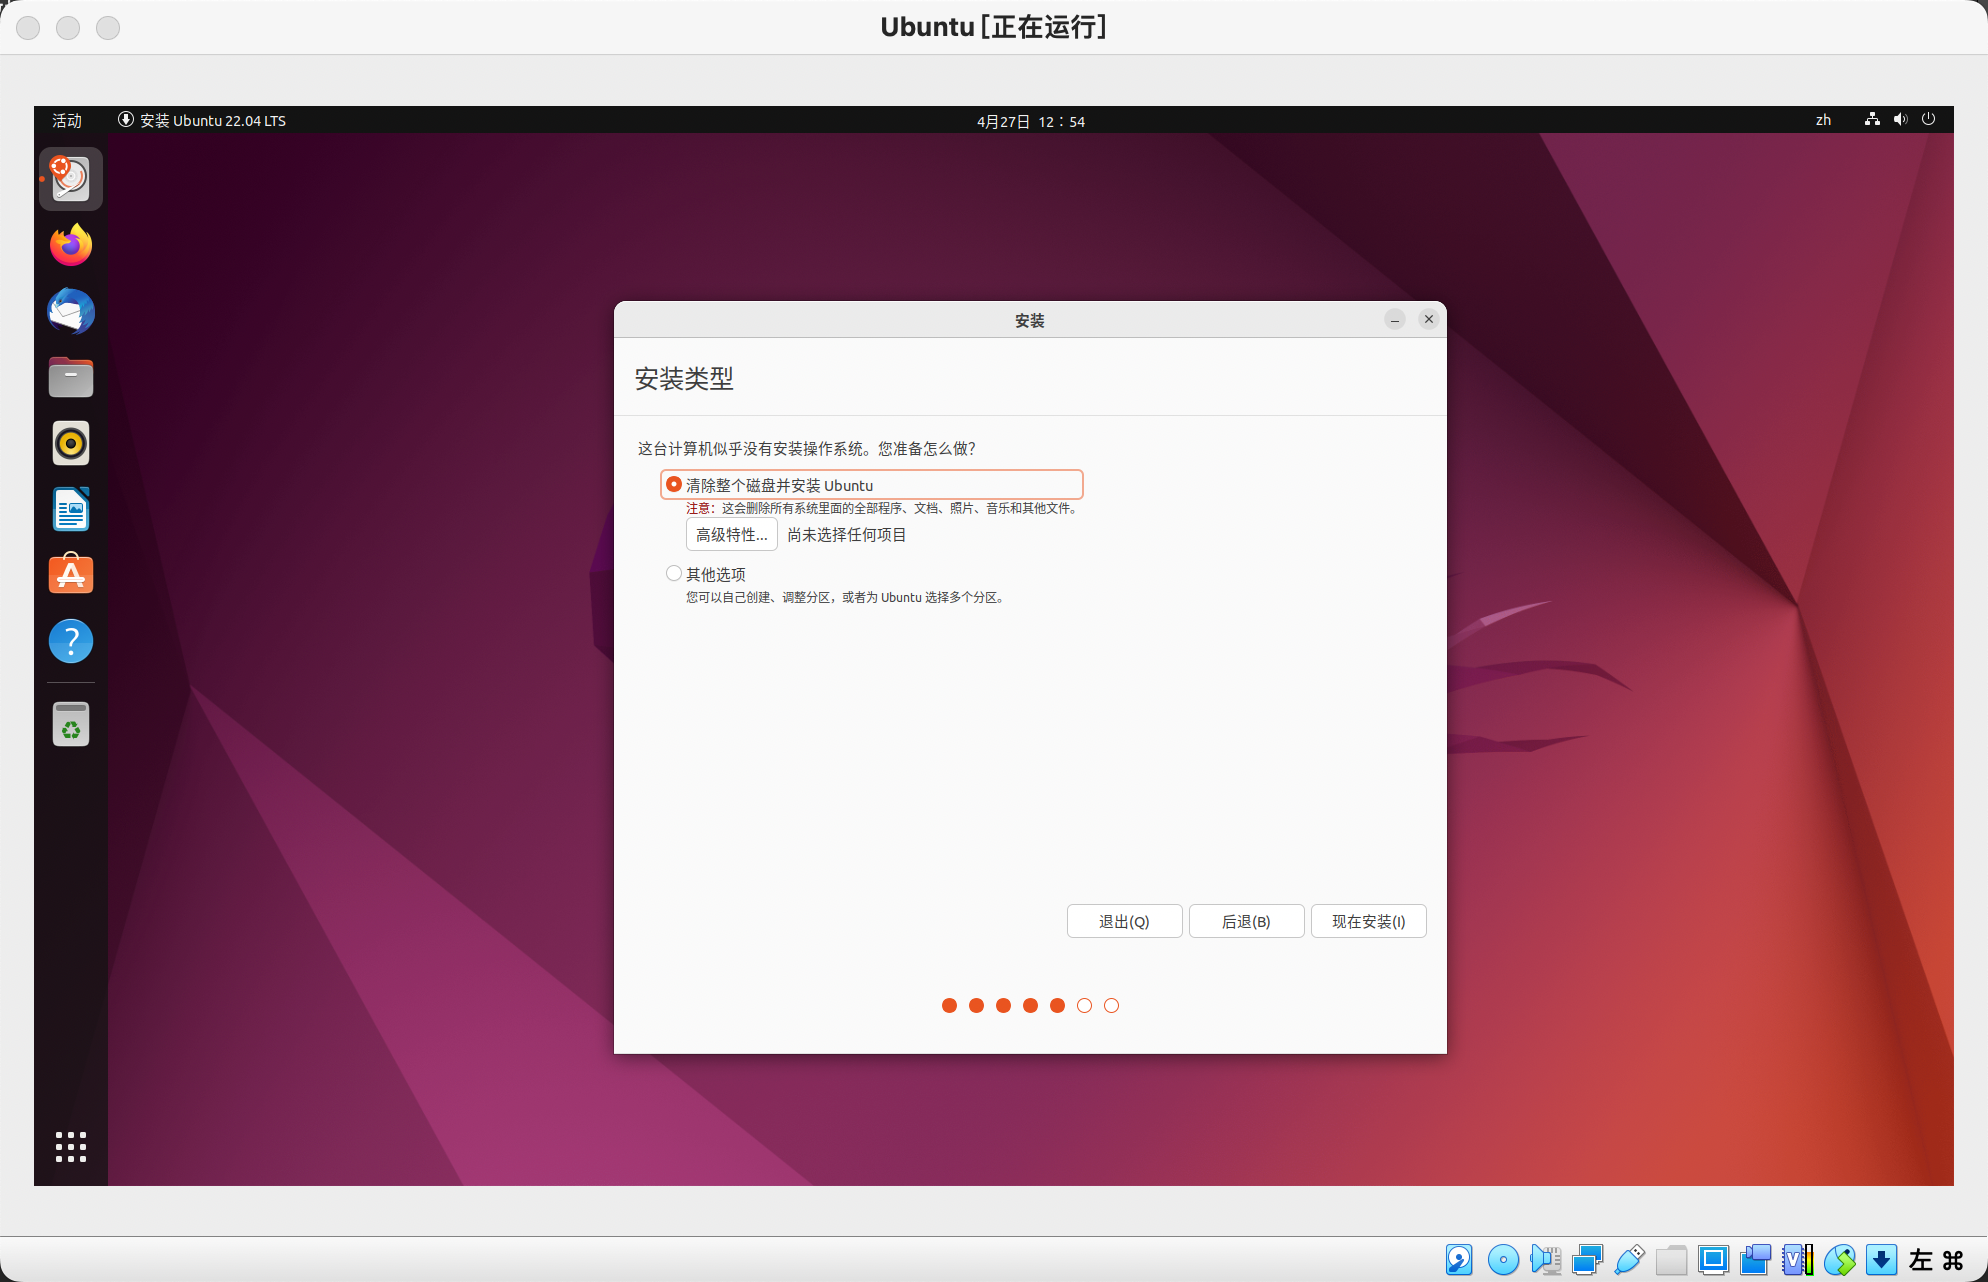 Ubuntu [正在运行]
活动
安装 Ubuntu 22.04 LTS
4月27日 12：54
zh
安装
安装类型
这台计算机似乎没有安装操作系统。您准备怎么做？
清除整个磁盘并安装 Ubuntu
注意：这会删除所有系统里面的全部程序、文档、照片、音乐和其他文件。
高级特性... 尚未选择任何项目
其他选项
您可以自己创建、调整分区，或者为 Ubuntu 选择多个分区。
退出(Q) 后退(B) 现在安装(I)
左 ⌘